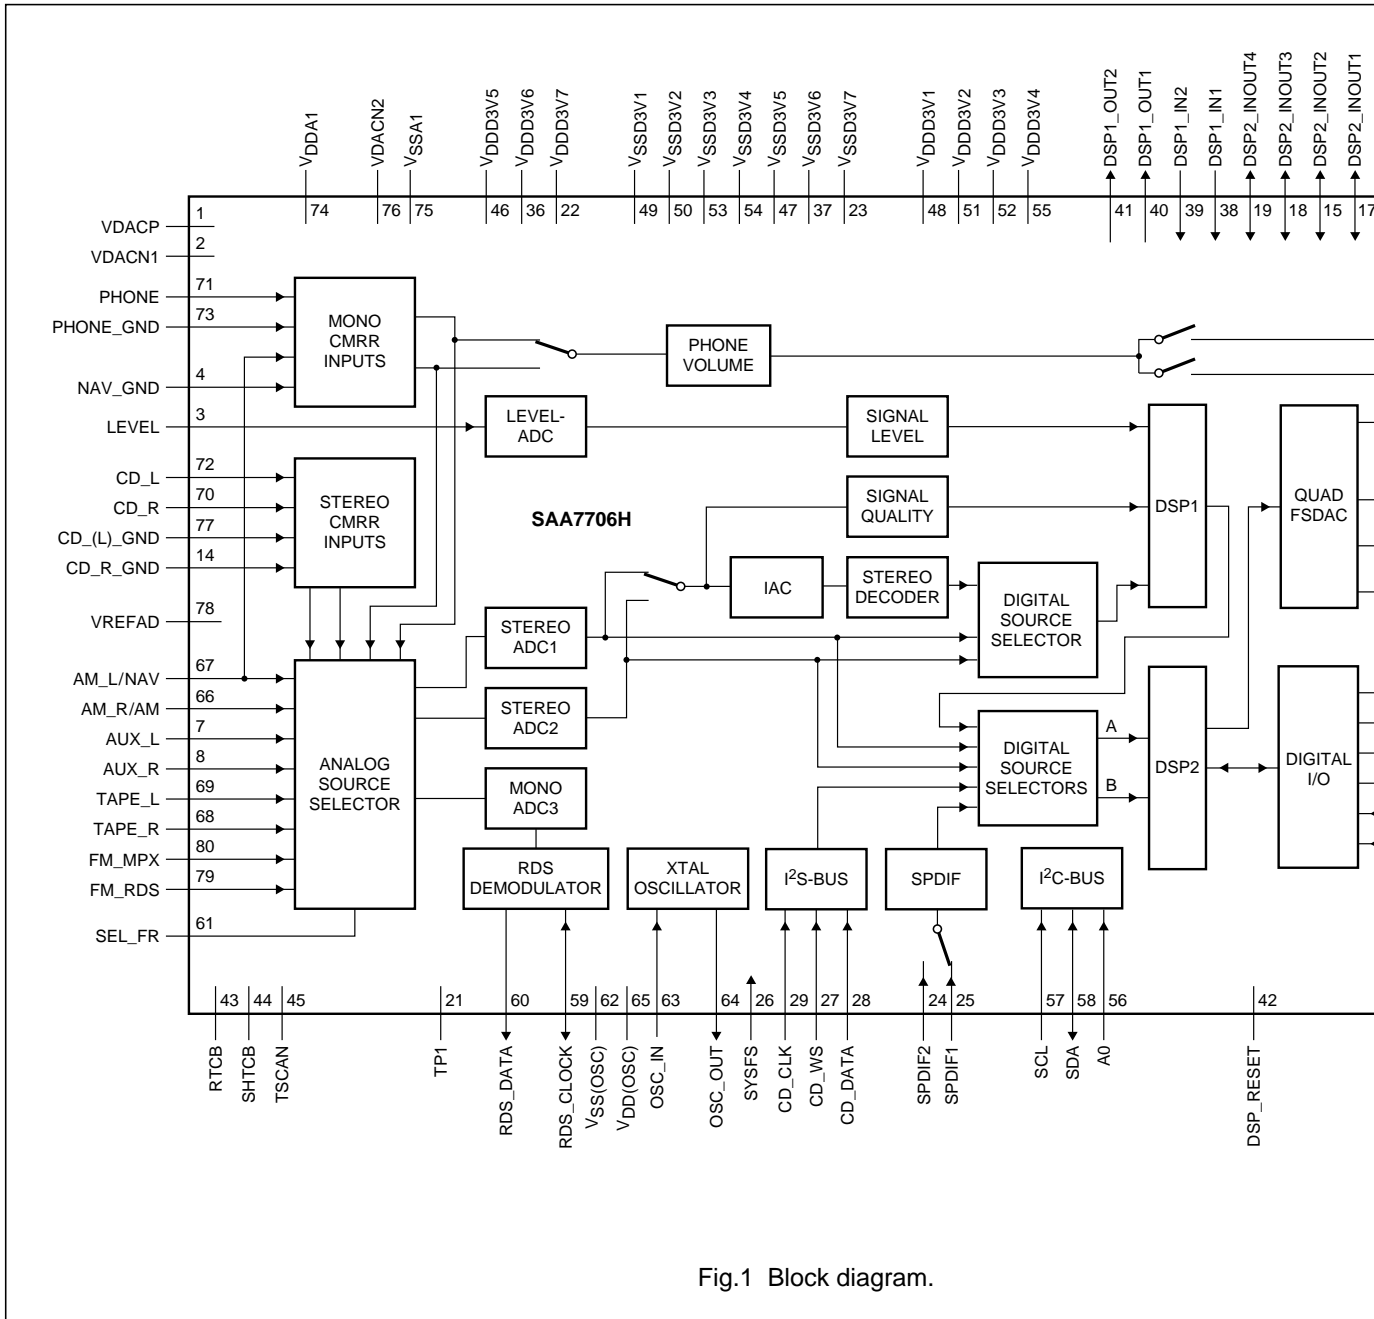 VDDA1
VDACN2
VSSA1
VDDD3V5
VDDD3V6
VDDD3V7
VSSD3V1
VSSD3V2
VSSD3V3
VSSD3V4
VSSD3V5
VSSD3V6
VSSD3V7
VDDD3V1
VDDD3V2
VDDD3V3
VDDD3V4
DSP1_OUT2
DSP1_OUT1
DSP1_IN2
DSP1_IN1
DSP2_INOUT4
DSP2_INOUT3
DSP2_INOUT2
DSP2_INOUT1
74 76 75 46 36 22 49 50 53 54 47 37 23 48 51 52 55 41 40 39 38 19 18 15 17
VDACP 1
VDACN1 2
PHONE 71
PHONE_GND 73
NAV_GND 4
LEVEL 3
CD_L 72
CD_R 70
CD_(L)_GND 77
CD_R_GND 14
VREFAD 78
AM_L/NAV 67
AM_R/AM 66
AUX_L 7
AUX_R 8
TAPE_L 69
TAPE_R 68
FM_MPX 80
FM_RDS 79
SEL_FR 61
MONO
CMRR
INPUTS
PHONE
VOLUME
LEVEL-
ADC
SIGNAL
LEVEL
STEREO
CMRR
INPUTS
SAA7706H
SIGNAL
QUALITY
DSP1
QUAD
FSDAC
IAC
STEREO
DECODER
DIGITAL
SOURCE
SELECTOR
STEREO
ADC1
STEREO
ADC2
ANALOG
SOURCE
SELECTOR
MONO
ADC3
DIGITAL
SOURCE
SELECTORS
A
B
DSP2
DIGITAL
I/O
RDS
DEMODULATOR
XTAL
OSCILLATOR
I2S-BUS
SPDIF
I2C-BUS
43 44 45 21 60 59 62 65 63 64 26 29 27 28 24 25 57 58 56 42
RTCB
SHTCB
TSCAN
TP1
RDS_DATA
RDS_CLOCK
VSS(OSC)
VDD(OSC)
OSC_IN
OSC_OUT
SYSFS
CD_CLK
CD_WS
CD_DATA
SPDIF2
SPDIF1
SCL
SDA
A0
DSP_RESET
Fig.1 Block diagram.